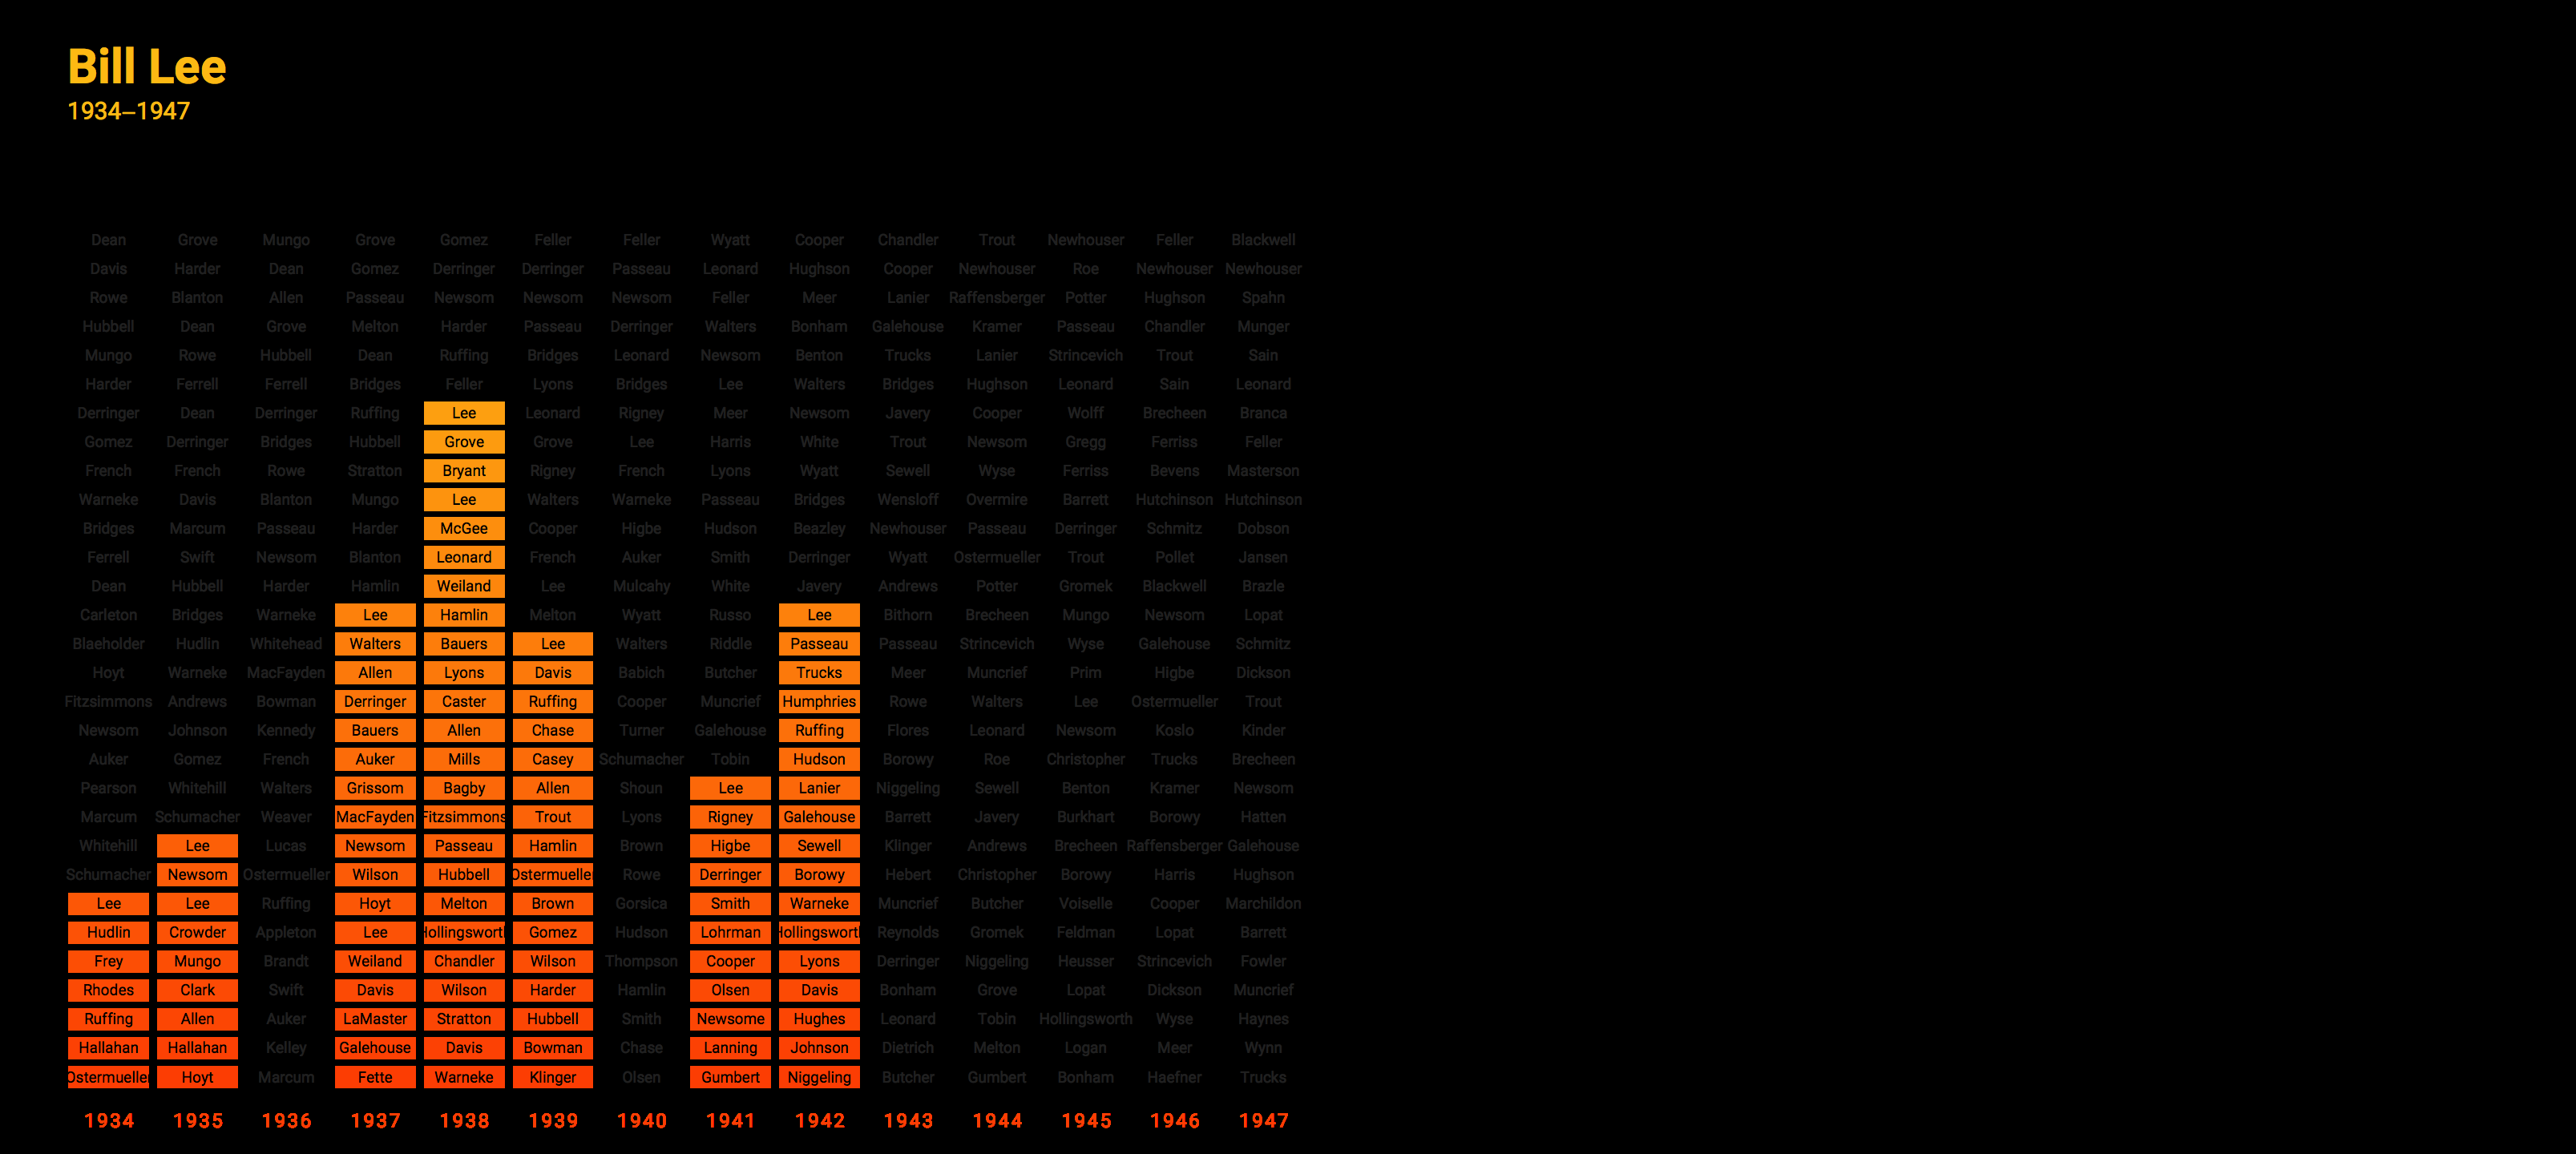 Bill Lee
1934–1947
Dean Grove Mungo Grove Gomez Feller Feller Wyatt Cooper Chandler Trout Newhouser Feller Blackwell
Davis Harder Dean Gomez Derringer Derringer Passeau Leonard Hughson Cooper Newhouser Roe Newhouser Newhouser
Rowe Blanton Allen Passeau Newsom Newsom Newsom Feller Meer Lanier Raffensberger Potter Hughson Spahn
Hubbell Dean Grove Melton Harder Passeau Derringer Walters Bonham Galehouse Kramer Passeau Chandler Munger
Mungo Rowe Hubbell Dean Ruffing Bridges Leonard Newsom Benton Trucks Lanier Strincevich Trout Sain
Harder Ferrell Ferrell Bridges Feller Lyons Bridges Lee Walters Bridges Hughson Leonard Sain Leonard
Derringer Dean Derringer Ruffing Lee Leonard Rigney Meer Newsom Javery Cooper Wolff Brecheen Branca
Gomez Derringer Bridges Hubbell Grove Grove Lee Harris White Trout Newsom Gregg Ferriss Feller
French French Rowe Stratton Bryant Rigney French Lyons Wyatt Sewell Wyse Ferriss Bevens Masterson
Warneke Davis Blanton Mungo Lee Walters Warneke Passeau Bridges Wensloff Overmire Barrett Hutchinson Hutchinson
Bridges Marcum Passeau Harder McGee Cooper Higbe Hudson Beazley Newhouser Passeau Derringer Schmitz Dobson
Ferrell Swift Newsom Blanton Leonard French Auker Smith Derringer Wyatt Ostermueller Trout Pollet Jansen
Dean Hubbell Harder Hamlin Weiland Lee Mulcahy White Javery Andrews Potter Gromek Blackwell Brazle
Carleton Bridges Warneke Lee Hamlin Melton Wyatt Russo Lee Bithorn Brecheen Mungo Newsom Lopat
Blaeholder Hudlin Whitehead Walters Bauers Lee Walters Riddle Passeau Passeau Strincevich Wyse Galehouse Schmitz
Hoyt Warneke MacFayden Allen Lyons Davis Babich Butcher Trucks Meer Muncrief Prim Higbe Dickson
Fitzsimmons Andrews Bowman Derringer Caster Ruffing Cooper Muncrief Humphries Rowe Walters Lee Ostermueller Trout
Newsom Johnson Kennedy Bauers Allen Chase Turner Galehouse Ruffing Flores Leonard Newsom Koslo Kinder
Auker Gomez French Auker Mills Casey Schumacher Tobin Hudson Borowy Roe Christopher Trucks Brecheen
Pearson Whitehill Walters Grissom Bagby Allen Shoun Lee Lanier Niggeling Sewell Benton Kramer Newsom
Marcum Schumacher Weaver MacFayden Fitzsimmons Trout Lyons Rigney Galehouse Barrett Javery Burkhart Borowy Hatten
Whitehill Lee Lucas Newsom Passeau Hamlin Brown Higbe Sewell Klinger Andrews Brecheen Raffensberger Galehouse
Schumacher Newsom Ostermueller Wilson Hubbell Ostermueller Rowe Derringer Borowy Hebert Christopher Borowy Harris Hughson
Lee Lee Ruffing Hoyt Melton Brown Gorsica Smith Warneke Muncrief Butcher Voiselle Cooper Marchildon
Hudlin Crowder Appleton Lee Hollingsworth Gomez Hudson Lohrman Hollingsworth Reynolds Gromek Feldman Lopat Barrett
Frey Mungo Brandt Weiland Chandler Wilson Thompson Cooper Lyons Derringer Niggeling Heusser Strincevich Fowler
Rhodes Clark Swift Davis Wilson Harder Hamlin Olsen Davis Bonham Grove Lopat Dickson Muncrief
Ruffing Allen Auker LaMaster Stratton Hubbell Smith Newsome Hughes Leonard Tobin Hollingsworth Wyse Haynes
Hallahan Hallahan Kelley Galehouse Davis Bowman Chase Lanning Johnson Dietrich Melton Logan Meer Wynn
Ostermueller Hoyt Marcum Fette Warneke Klinger Olsen Gumbert Niggeling Butcher Gumbert Bonham Haefner Trucks
1934 1935 1936 1937 1938 1939 1940 1941 1942 1943 1944 1945 1946 1947